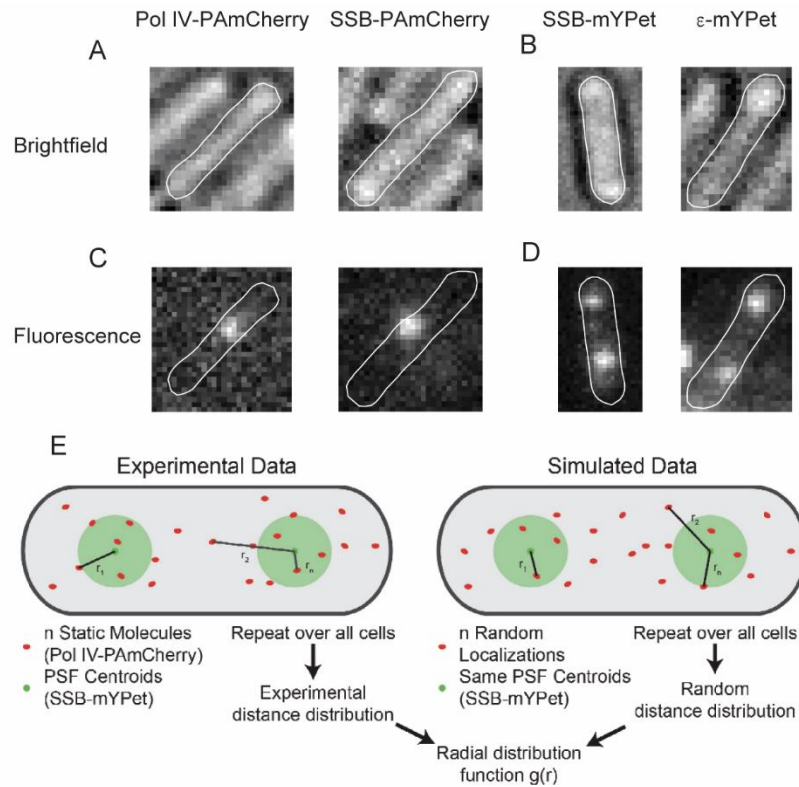 Pol IV-PAmCherry SSB-PAmCherry SSB-mYPet ε-mYPet
A B
Brightfield
C D
Fluorescence
E
Experimental Data Simulated Data
r1 r2 rn r1 r2 rn
n Static Molecules Repeat over all cells n Random Repeat over all cells
(Pol IV-PAmCherry) Localizations
PSF Centroids Same PSF Centroids
(SSB-mYPet) Experimental (SSB-mYPet) Random
distance distribution distance distribution
Radial distribution
function g(r)